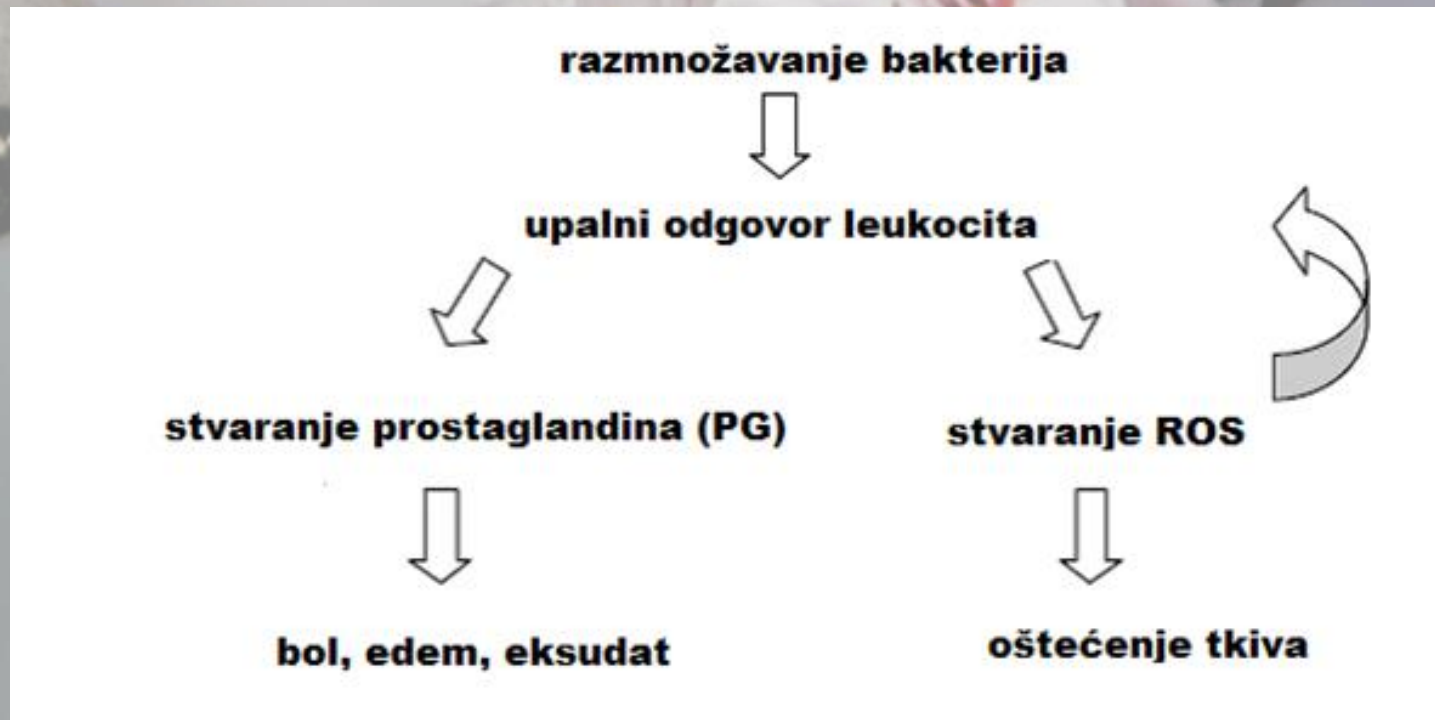 razmnožavanje bakterija
upalni odgovor leukocita
stvaranje prostaglandina (PG)
stvaranje ROS
bol, edem, eksudat
oštećenje tkiva